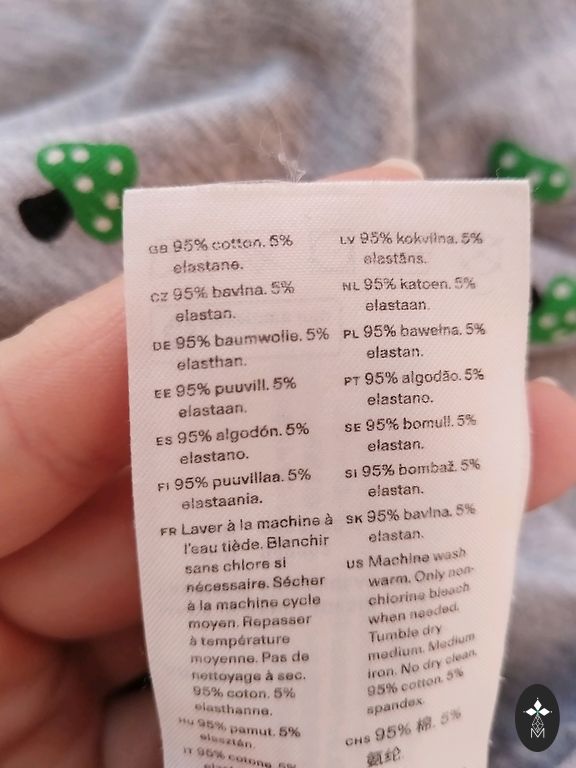 GB 95% cotton. 5%
elastane.
CZ 95% bavlna. 5%
elastan.
DE 95% baumwolle. 5%
elasthan.
EE 95% puuvill. 5%
elastaan.
ES 95% algodón. 5%
elastano.
FI 95% puuvillaa. 5%
elastaania.
FR Laver à la machine à
l'eau tiède. Blanchir
sans chlore si
nécessaire. Sécher
à la machine cycle
moyen. Repasser
à température
moyenne. Pas de
nettoyage à sec.
95% coton. 5%
elasthanne.
HU 95% pamut. 5%
elasztán.
IT 95% cotone. 5%
LV 95% kokvilna. 5%
elastāns.
NL 95% katoen. 5%
elastaan.
PL 95% bawełna. 5%
elastan.
PT 95% algodão. 5%
elastano.
SE 95% bomull. 5%
elastan.
SI 95% bombaž. 5%
elastan.
SK 95% bavlna. 5%
elastan.
US Machine wash
warm. Only non-
chlorine bleach
when needed.
Tumble dry
medium. Medium
iron. No dry clean.
95% cotton. 5%
spandex.
CHS 95% 棉. 5%
氨纶.
M